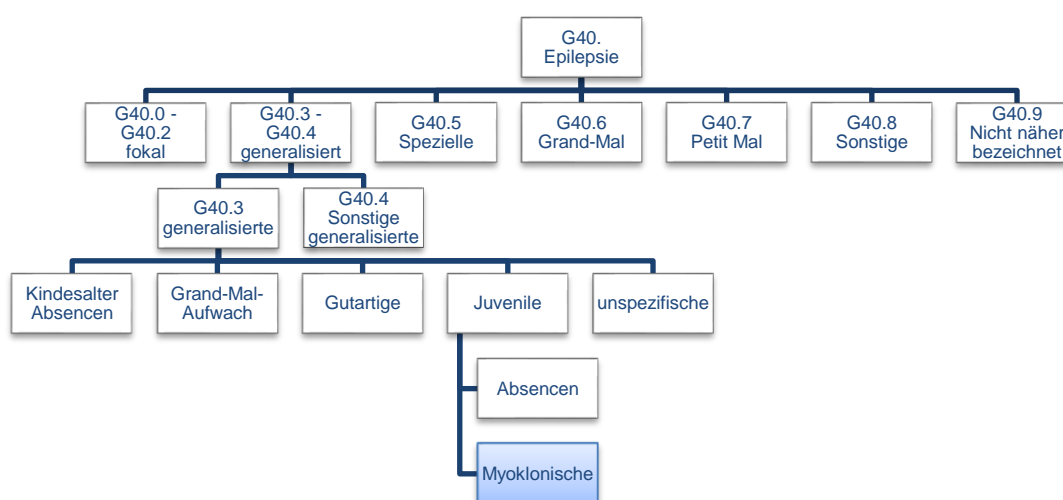 G40.
Epilepsie
G40.0 -
G40.2
fokal
G40.3 -
G40.4
generalisiert
G40.5
Spezielle
G40.6
Grand-Mal
G40.7
Petit Mal
G40.8
Sonstige
G40.9
Nicht näher
bezeichnet
G40.3
generalisierte
G40.4
Sonstige
generalisierte
Kindesalter
Absencen
Grand-Mal-
Aufwach
Gutartige
Juvenile
unspezifische
Absencen
Myoklonische